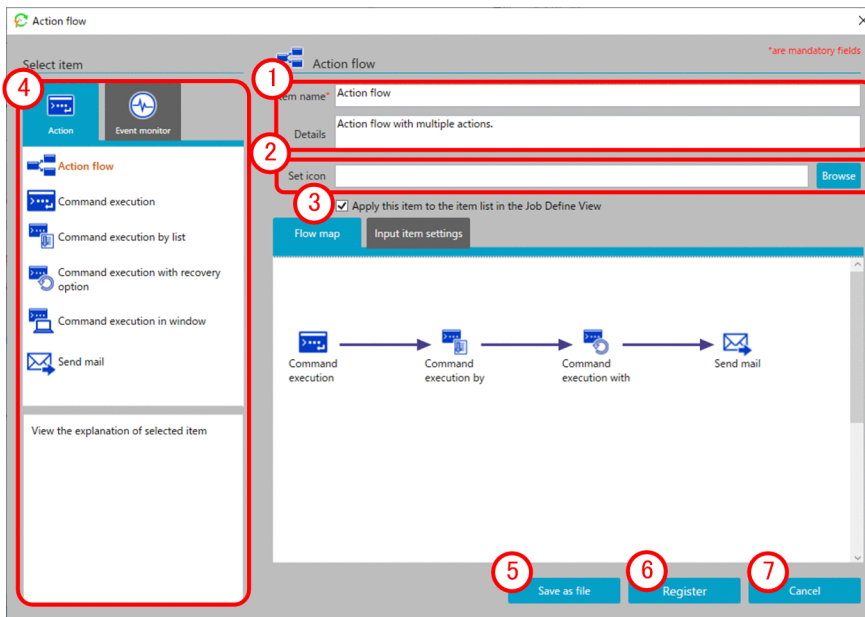 Action flow
*are mandatory fields
Select item
Action flow
4
1
Action
Event monitor
Item name*
Action flow
Details
Action flow with multiple actions.
2
Set icon
Browse
3
Apply this item to the item list in the Job Define View
Action flow
Command execution
Command execution by list
Command execution with recovery
option
Command execution in window
Send mail
View the explanation of selected item
Flow map
Input item settings
Command
execution
Command
execution by
Command
execution with
Send mail
5
6
7
Save as file
Register
Cancel